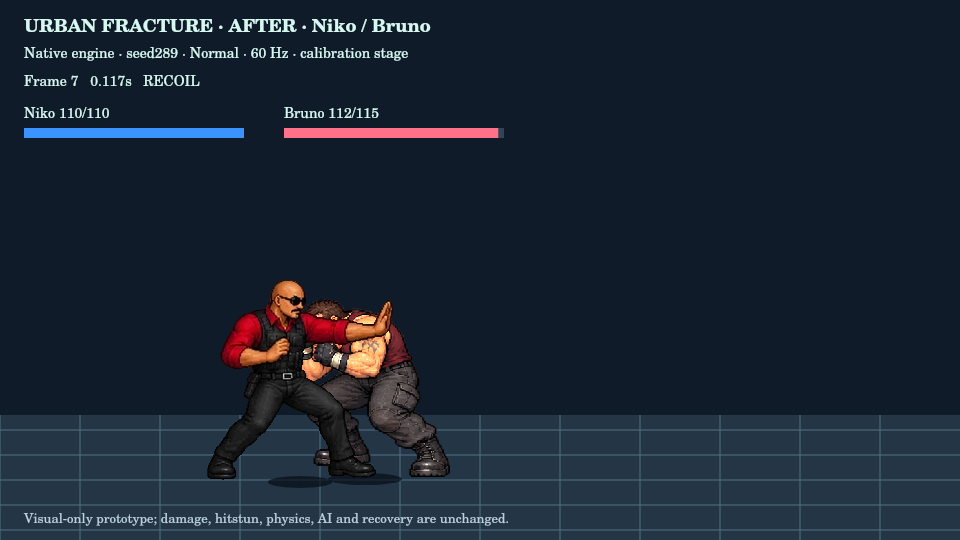 URBAN FRACTURE · AFTER · Niko / Bruno
Native engine · seed289 · Normal · 60 Hz · calibration stage
Frame 7 0.117s RECOIL
Niko 110/110 Bruno 112/115
Visual-only prototype; damage, hitstun, physics, AI and recovery are unchanged.